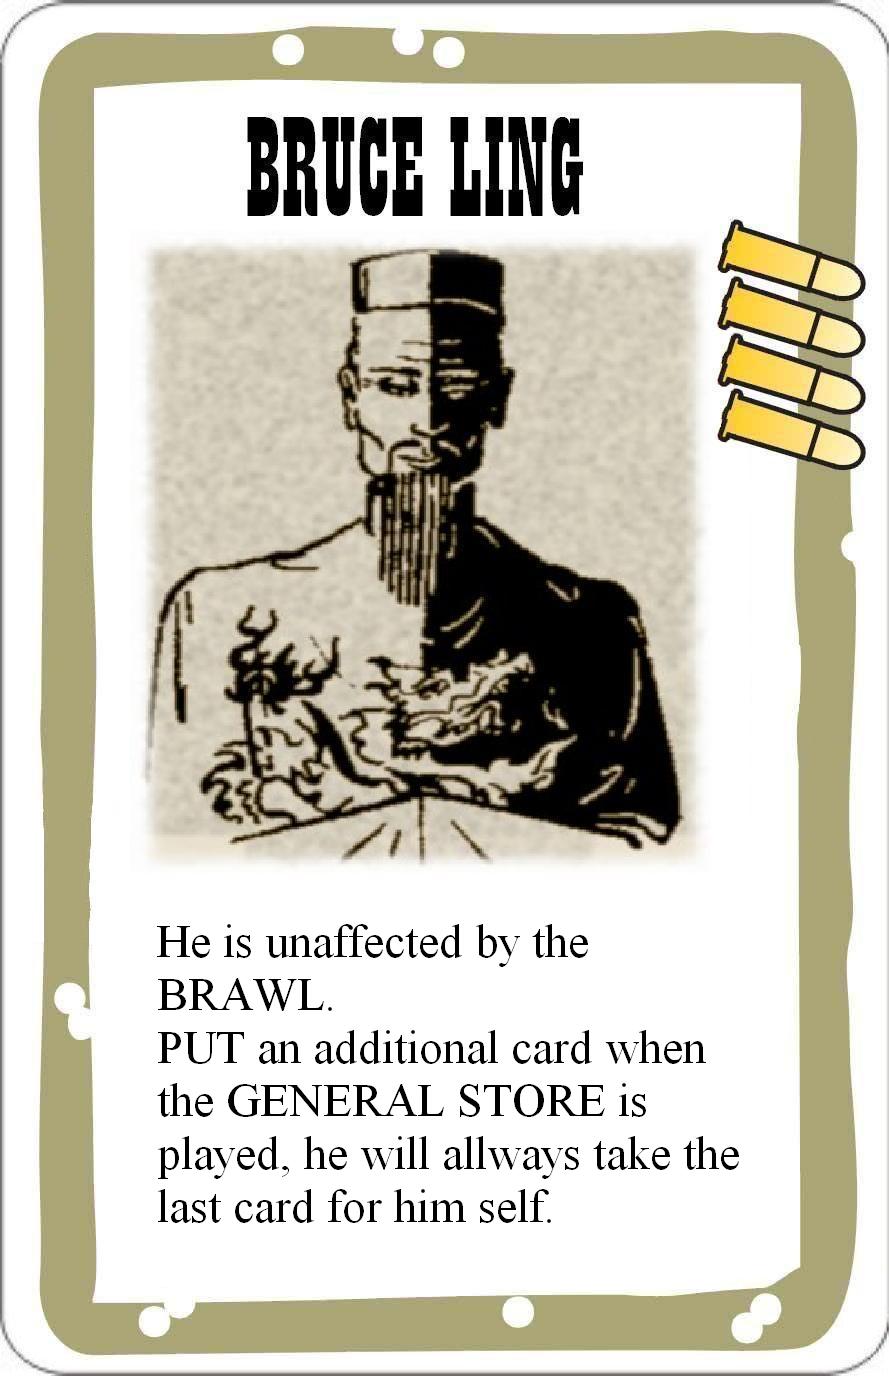 BRUCE LING
He is unaffected by the
BRAWL.
PUT an additional card when
the GENERAL STORE is
played, he will allways take the
last card for him self.